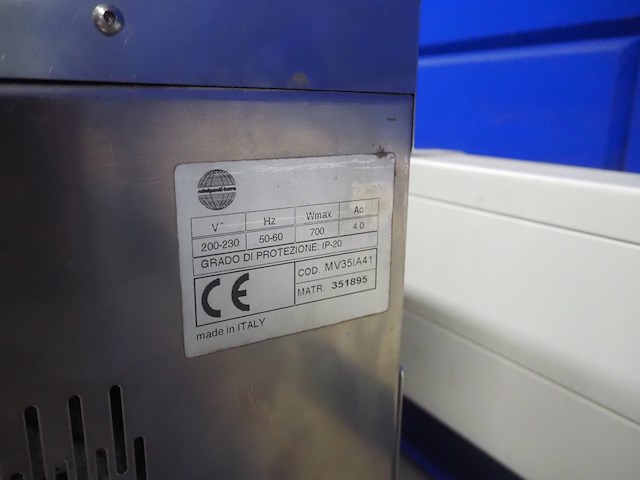 V~ Hz Wmax Ac
200-230 50-60 700 4.0
GRADO DI PROTEZIONE: IP-20
CE
COD. MV35IA41
MATR. 351895
made in ITALY